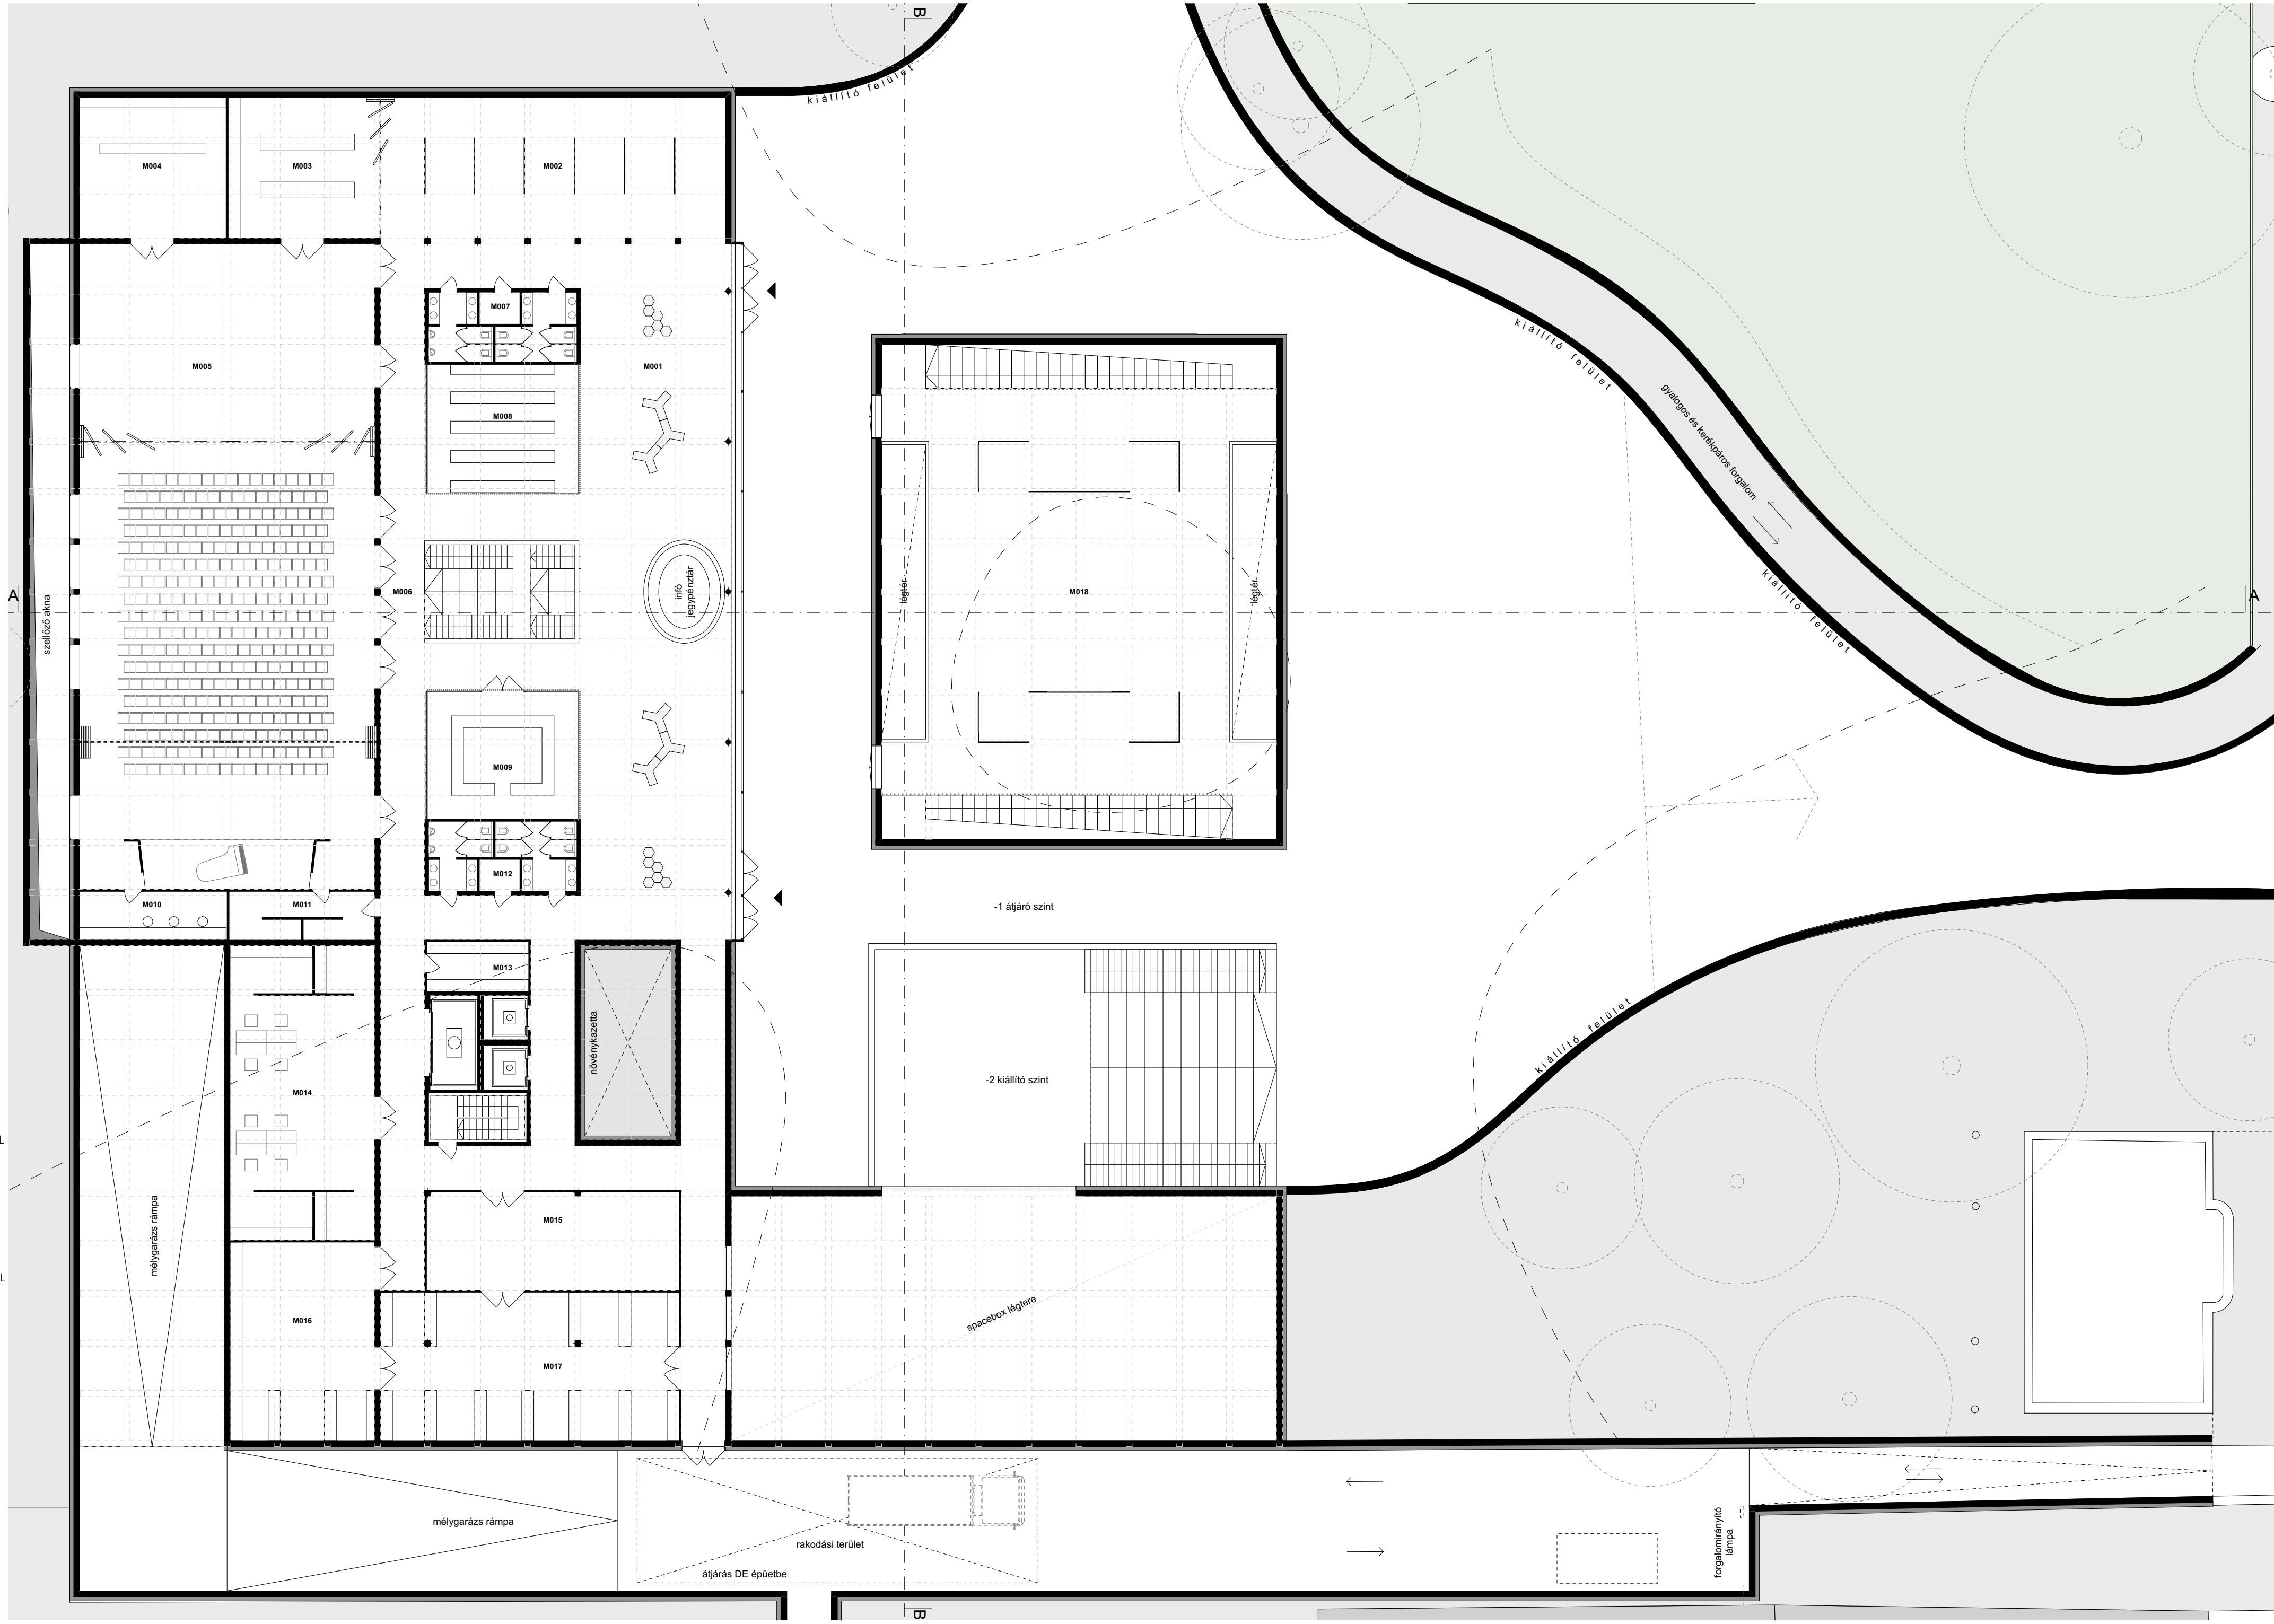 B
kiállító felület
M004
M003
M002
M007
M001
M005
M008
kiállító felület
gyalogos és kerékpáros forgalom
A
szellőző akna
M006
infó
jegypénztár
légtér
M018
légtér
kiállító felület
A
M009
M010
M011
M012
-1 átjáró szint
M013
növénykazetta
kiállító felület
-2 kiállító szint
M014
mélygarázs rámpa
M015
M016
spacebox légtere
M017
mélygarázs rámpa
rakodási terület
átjárás DE épüetbe
forgalomirányító
lámpa
B